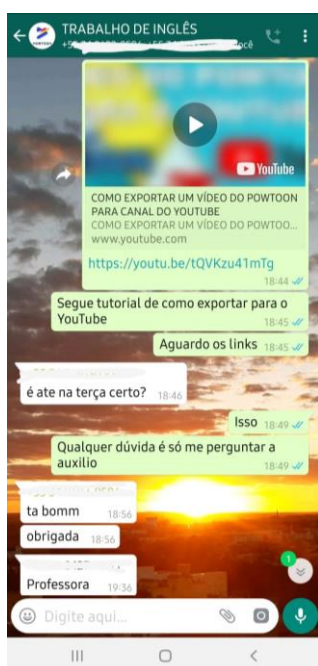 TRABALHO DE INGLÊS
você
POWTOON
YouTube
COMO EXPORTAR UM VÍDEO DO POWTOON
PARA CANAL DO YOUTUBE
COMO EXPORTAR UM VÍDEO DO POWTOO...
www.youtube.com
https://youtu.be/tQVKzu41mTg
18:44
Segue tutorial de como exportar para o
YouTube
18:45
Aguardo os links 18:45
é ate na terça certo? 18:46
Isso 18:49
Qualquer dúvida é só me perguntar a
auxilio
18:49
ta bomm 18:56
obrigada 18:56
1
Professora 19:36
Digite aqui...